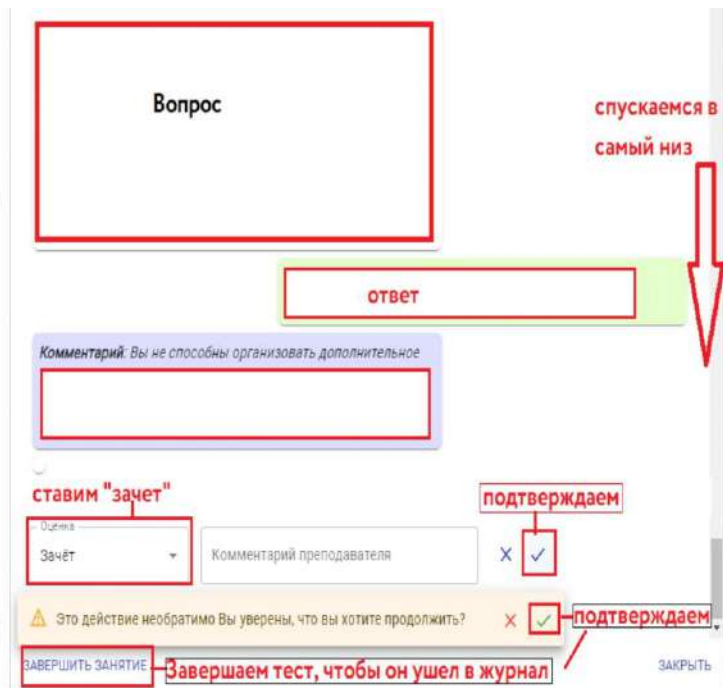 Вопрос
спускаемся в
самый низ
ответ
Комментарий: Вы не способны организовать дополнительное
ставим "зачет"
подтверждаем
Оценка
Зачёт
Комментарий преподавателя
Это действие необратимо Вы уверены, что вы хотите продолжить?
подтверждаем
ЗАВЕРШИТЬ ЗАНЯТИЕ
Завершаем тест, чтобы он ушел в журнал
ЗАКРЫТЬ